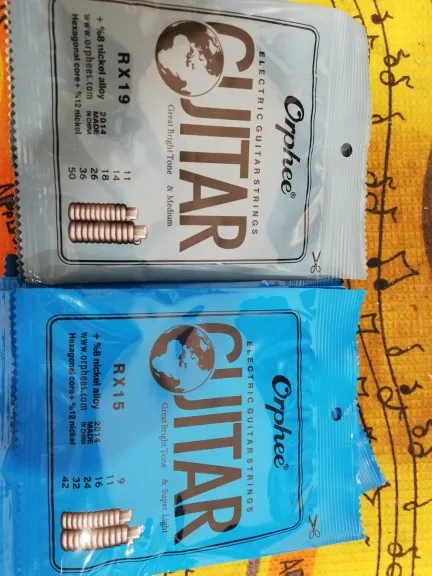 Orphee®
ELECTRIC GUITAR STRINGS
GUITAR
Great Bright Tone & Medium
RX19
+ %8 nickel alloy
www.orphees.com
Hexagonal core+ %12 nickel
2014
MADE
IN CHINA
11
14
18
26
36
50
Orphee®
ELECTRIC GUITAR STRINGS
GUITAR
Great Bright Tone & Super Light
RX15
+ %8 nickel alloy
www.orphees.com
Hexagonal core+ %12 nickel
2014
MADE
IN CHINA
9
11
16
24
32
42